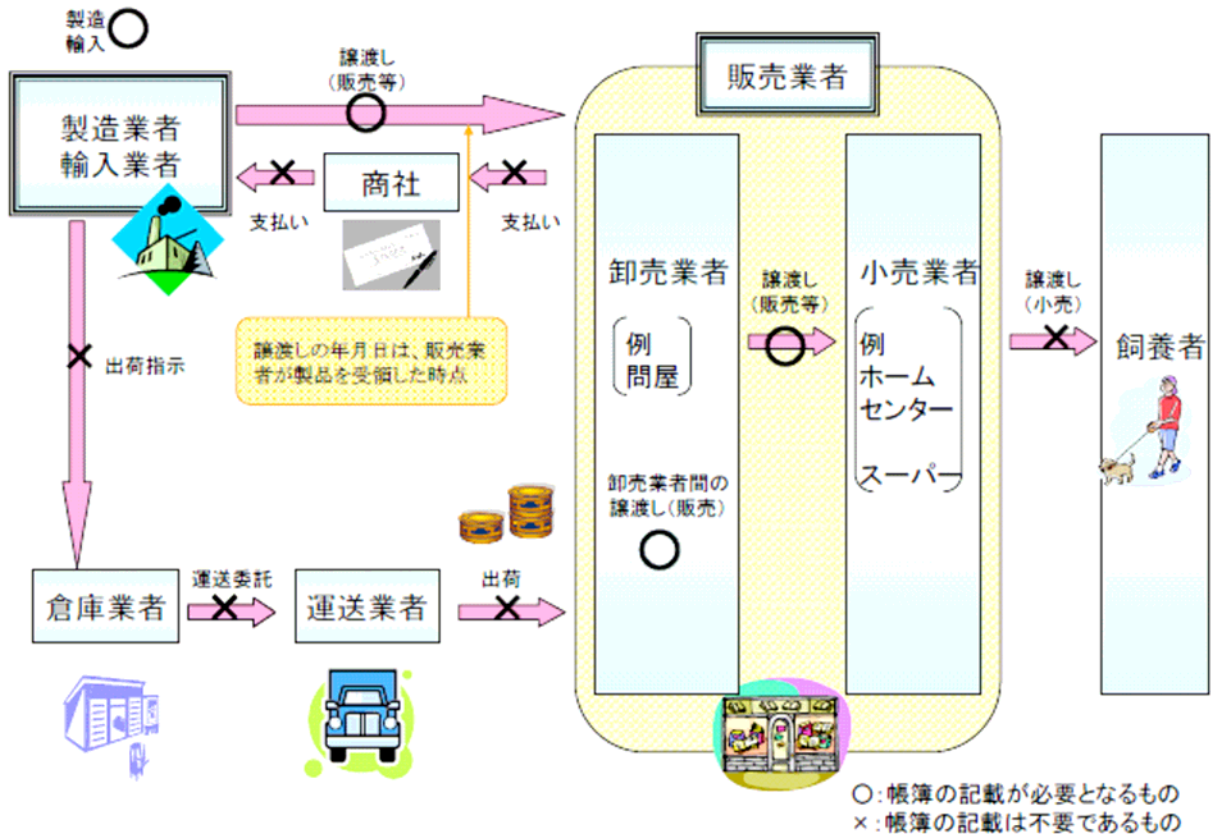 製造
輸入
製造業者
輸入業者
譲渡し
(販売等)
商社
支払い
支払い
譲渡しの年月日は、販売業
者が製品を受領した時点
出荷指示
倉庫業者
運送委託
運送業者
出荷
販売業者
卸売業者
例
問屋
卸売業者間の
譲渡し(販売)
譲渡し
(販売等)
小売業者
例
ホーム
センター
スーパー
譲渡し
(小売)
飼養者
○:帳簿の記載が必要となるもの
×:帳簿の記載は不要であるもの